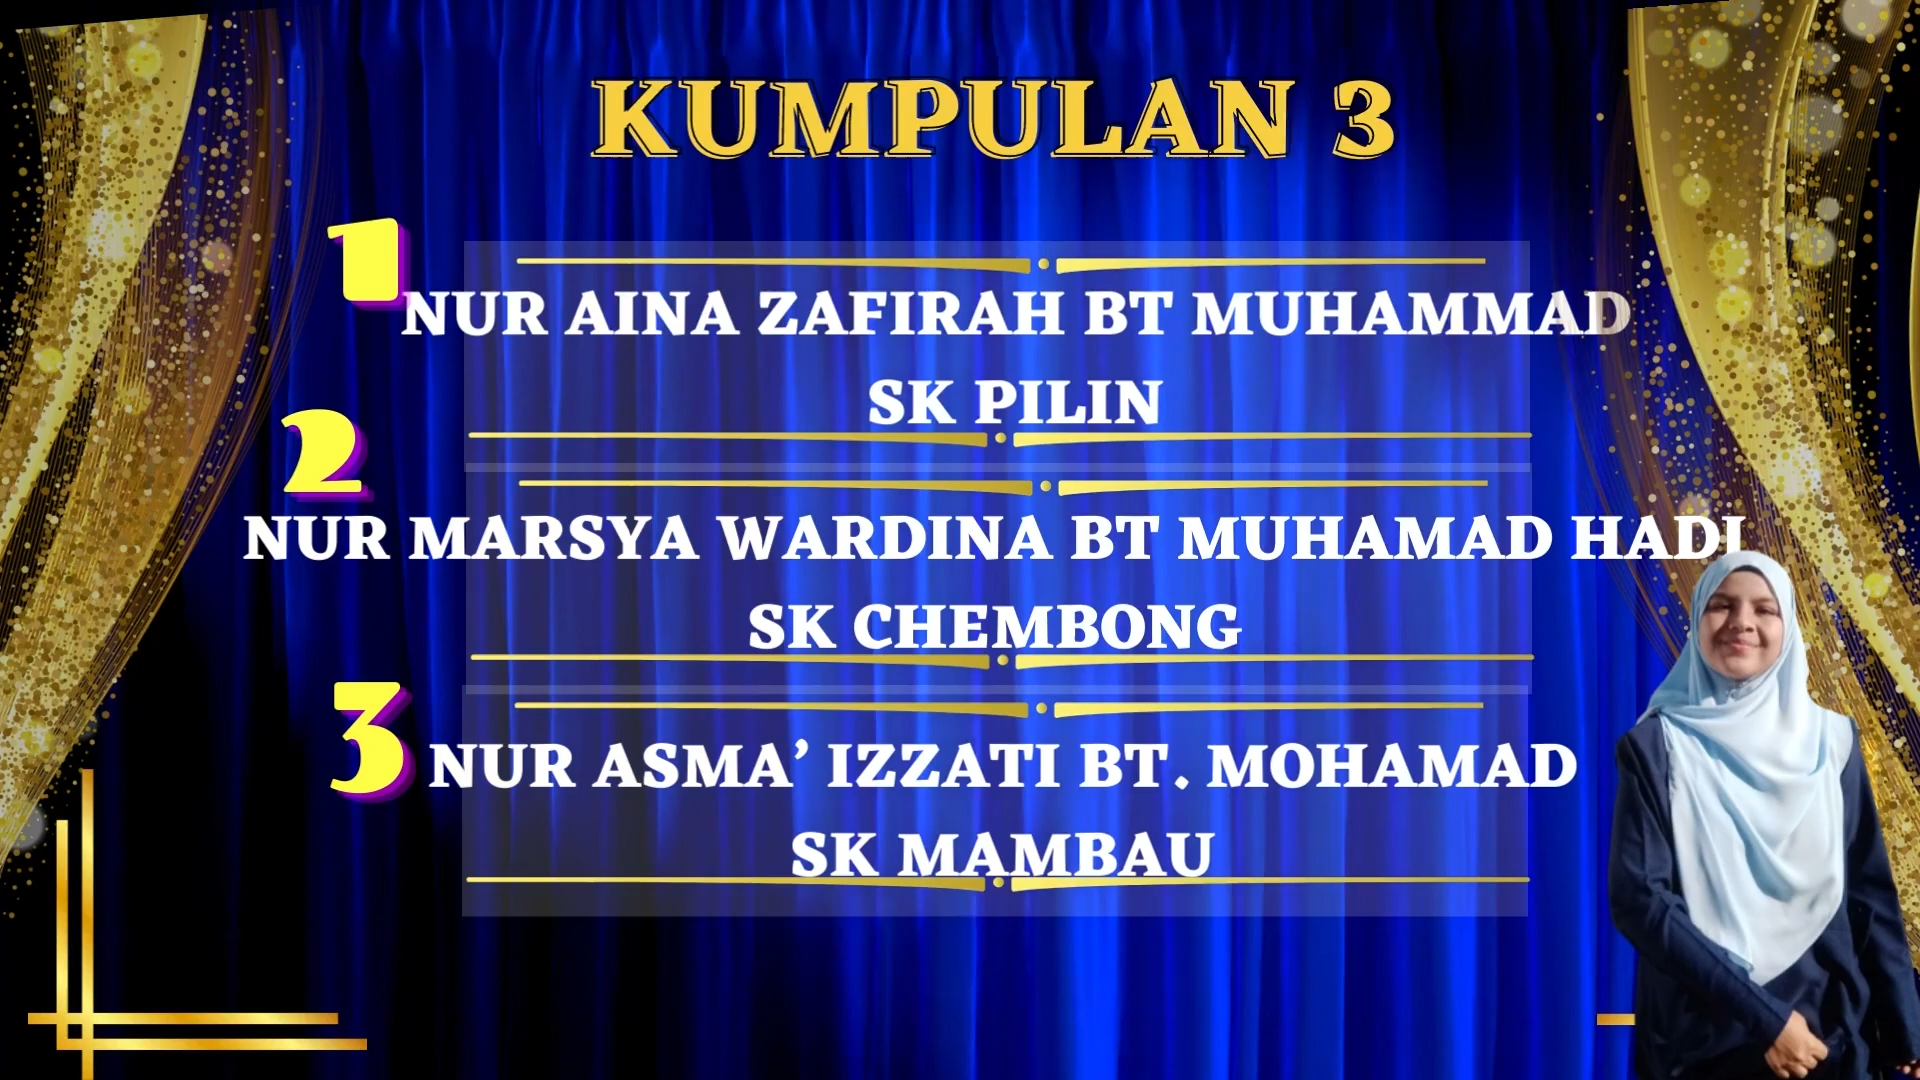 KUMPULAN 3
1
NUR AINA ZAFIRAH BT MUHAMMAD
SK PILIN
2
NUR MARSYA WARDINA BT MUHAMAD HADI
SK CHEMBONG
3
NUR ASMA’ IZZATI BT. MOHAMAD
SK MAMBAU